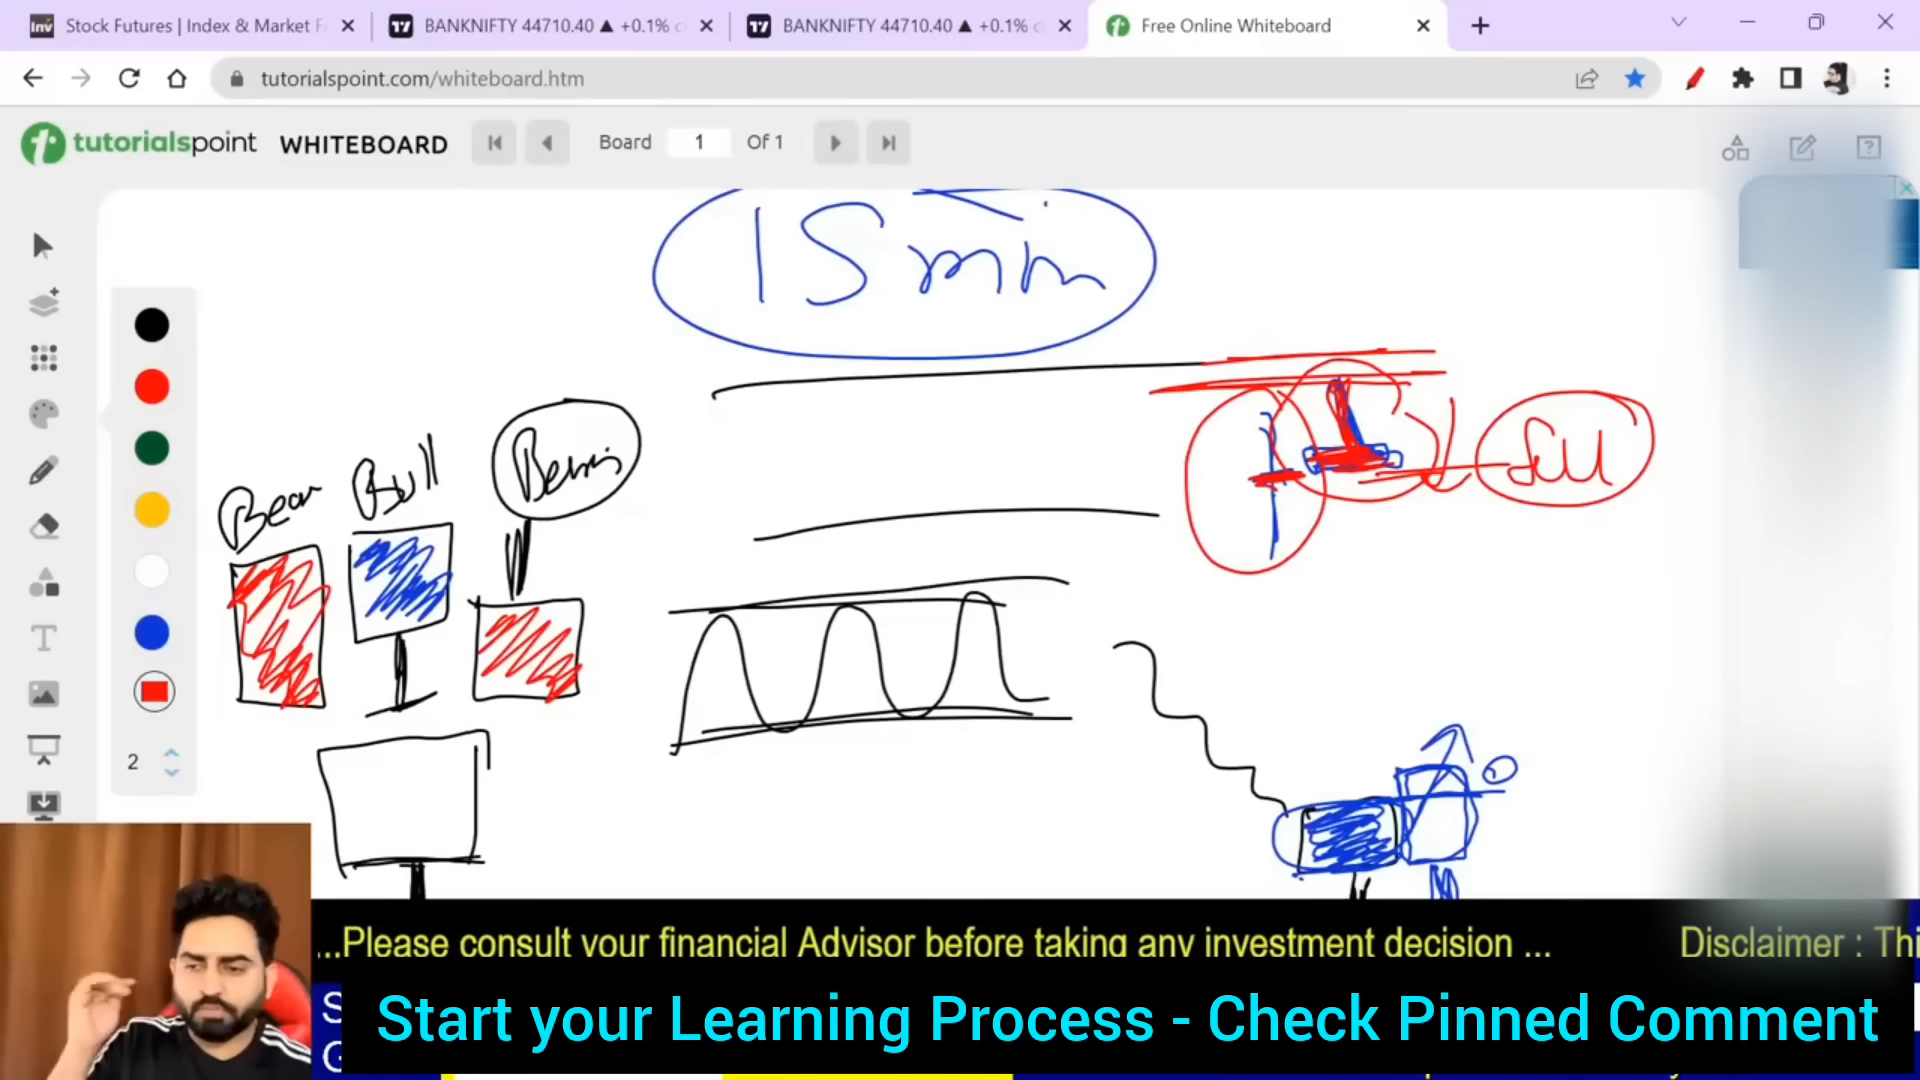 Stock Futures | Index & Market F
BANKNIFTY 44710.40 ▲ +0.1%
BANKNIFTY 44710.40 ▲ +0.1%
Free Online Whiteboard
tutorialspoint.com/whiteboard.htm
tutorialspoint WHITEBOARD Board 1 Of 1
15 min
Bear
Bull
2
...Please consult your financial Advisor before taking any investment decision ...
Disclaimer : Thi
Start your Learning Process - Check Pinned Comment